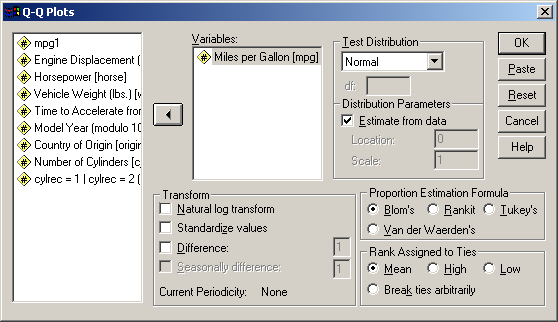 Q-Q Plots
mpg1
Engine Displacement (
Horsepower [horse]
Vehicle Weight (lbs.) [w
Time to Accelerate from
Model Year (modulo 10
Country of Origin [origin
Number of Cylinders [c
cylrec = 1 | cylrec = 2 (
Variables:
Miles per Gallon [mpg]
Test Distribution
Normal
df:
Distribution Parameters
Estimate from data
Location: 0
Scale: 1
OK
Paste
Reset
Cancel
Help
Transform
Natural log transform
Standardize values
Difference: 1
Seasonally difference: 1
Current Periodicity: None
Proportion Estimation Formula
Blom's Rankit Tukey's
Van der Waerden's
Rank Assigned to Ties
Mean High Low
Break ties arbitrarily